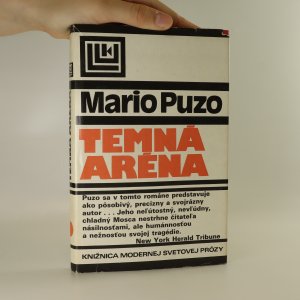 Mario Puzo
TEMNÁ
ARÉNA
Puzo sa v tomto románe predstavuje
ako pôsobivý, precízny a svojrázny
autor . . . Jeho neľútostný, nevľúdny,
chladný Mosca nestrhne čitateľa
násilnosťami, ale humánnosťou
a nežnosťou svojej tragédie.
New York Herald Tribune
KNIŽNICA MODERNEJ SVETOVEJ PRÓZY